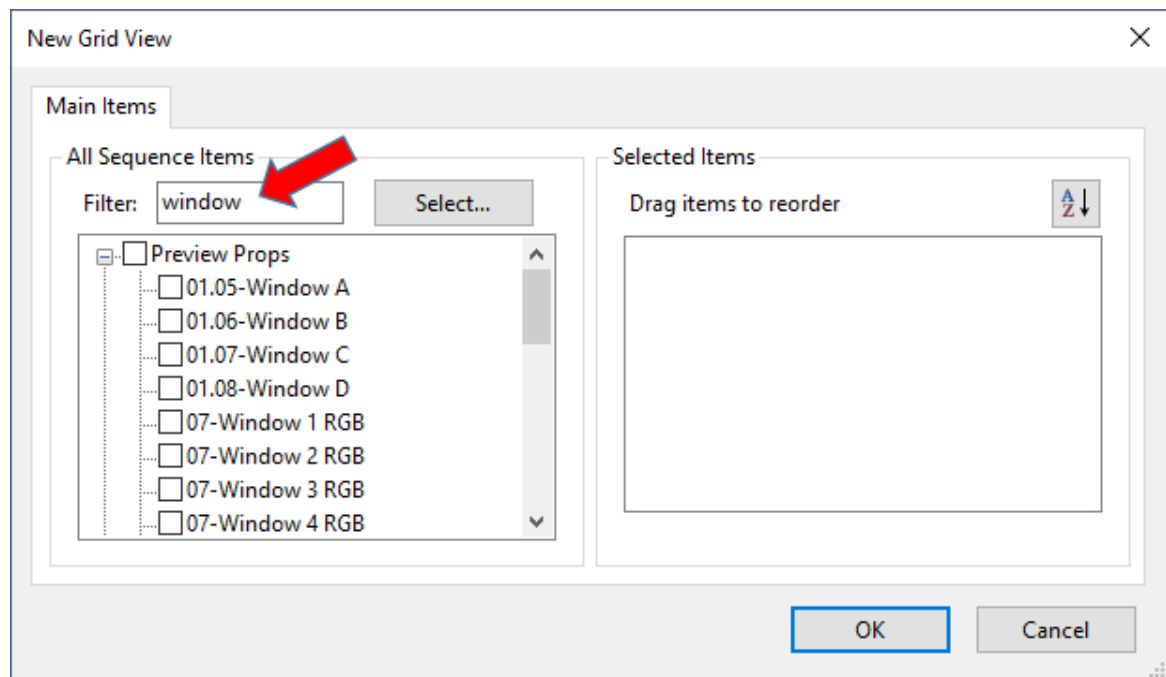 New Grid View
Main Items
All Sequence Items
Filter: window Select...
Preview Props
01.05-Window A
01.06-Window B
01.07-Window C
01.08-Window D
07-Window 1 RGB
07-Window 2 RGB
07-Window 3 RGB
07-Window 4 RGB
Selected Items
Drag items to reorder
A
Z
OK Cancel